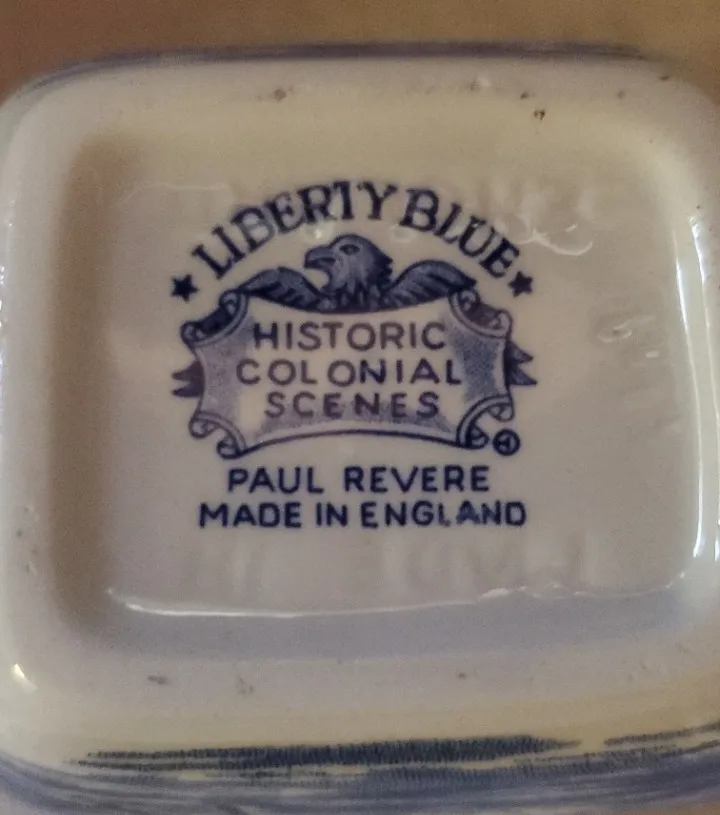 LIBERTY BLUE
HISTORIC
COLONIAL
SCENES
PAUL REVERE
MADE IN ENGLAND